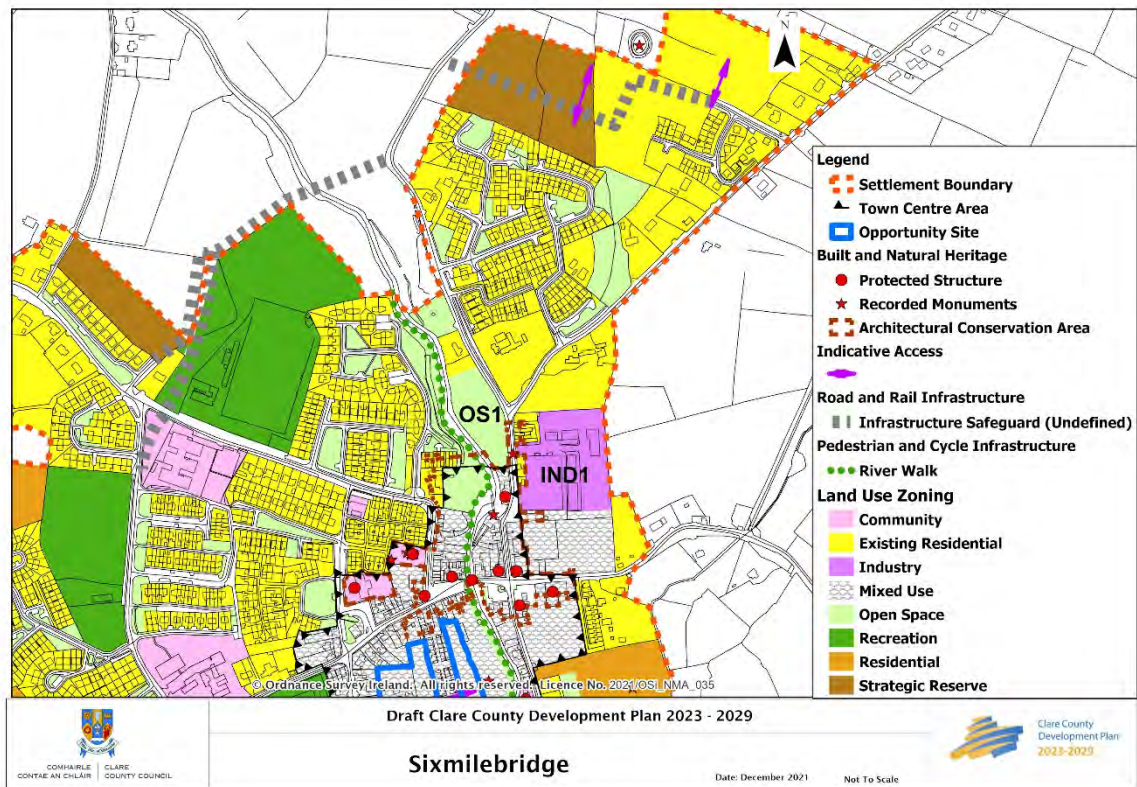 N
OS1
IND1
Legend
Settlement Boundary
Town Centre Area
Opportunity Site
Built and Natural Heritage
Protected Structure
Recorded Monuments
Architectural Conservation Area
Indicative Access
Road and Rail Infrastructure
Infrastructure Safeguard (Undefined)
Pedestrian and Cycle Infrastructure
River Walk
Land Use Zoning
Community
Existing Residential
Industry
Mixed Use
Open Space
Recreation
Residential
Strategic Reserve
© Ordnance Survey Ireland. All rights reserved. Licence No. 2021/OSi_NMA_035
COMHAIRLE CONTAE AN CHLÁIR
CLARE COUNTY COUNCIL
Draft Clare County Development Plan 2023 - 2029
Sixmilebridge
Date: December 2021
Not To Scale
Clare County
Development Plan
2023-2029